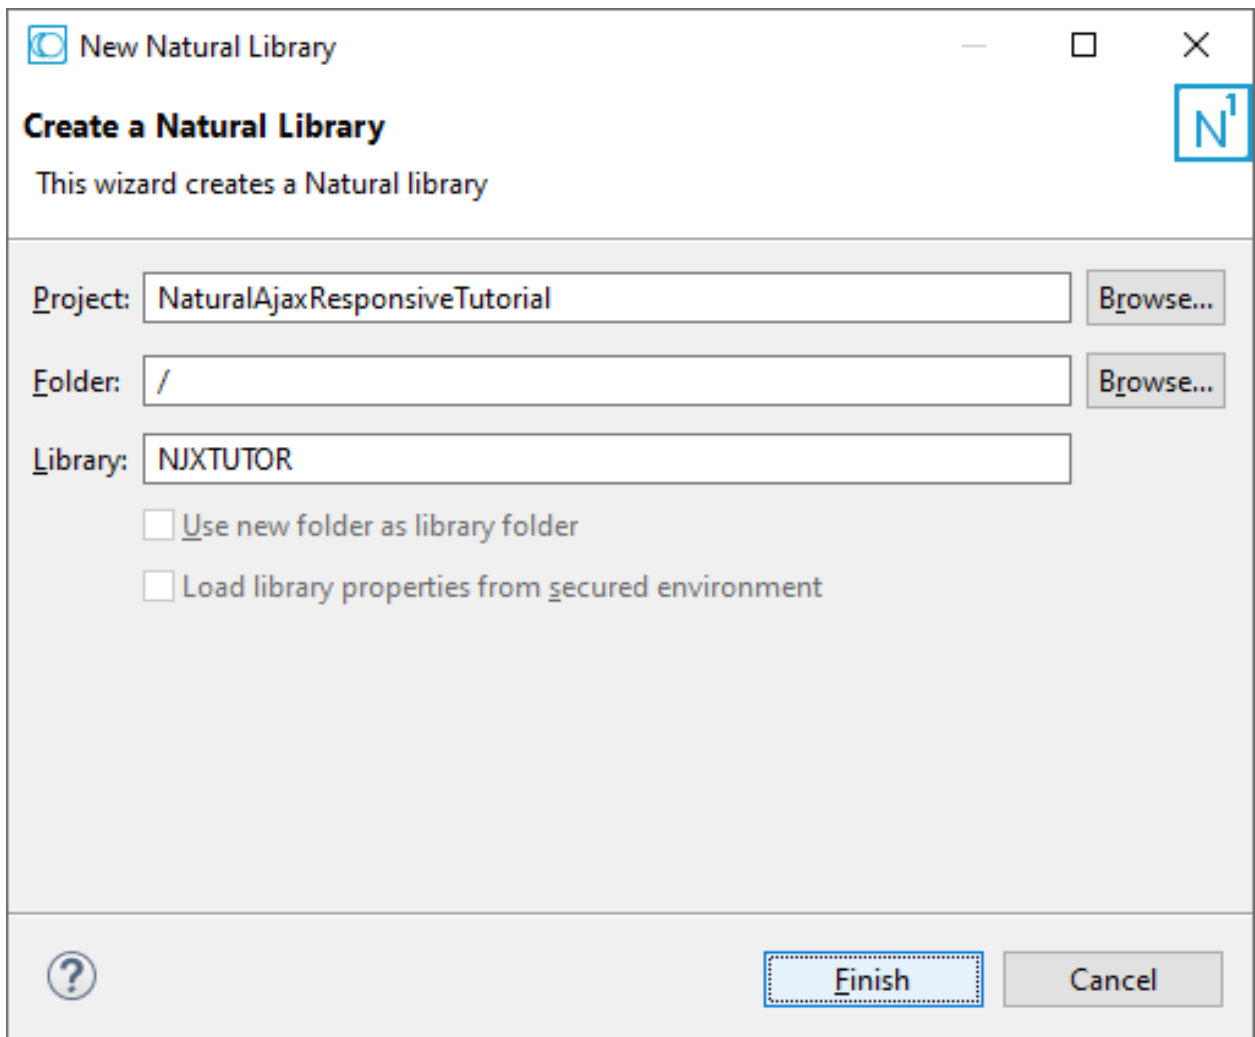 New Natural Library
Create a Natural Library
N1
This wizard creates a Natural library
Project: NaturalAjaxResponsiveTutorial Browse...
Folder: / Browse...
Library: NJXTUTOR
Use new folder as library folder
Load library properties from secured environment
? Finish Cancel